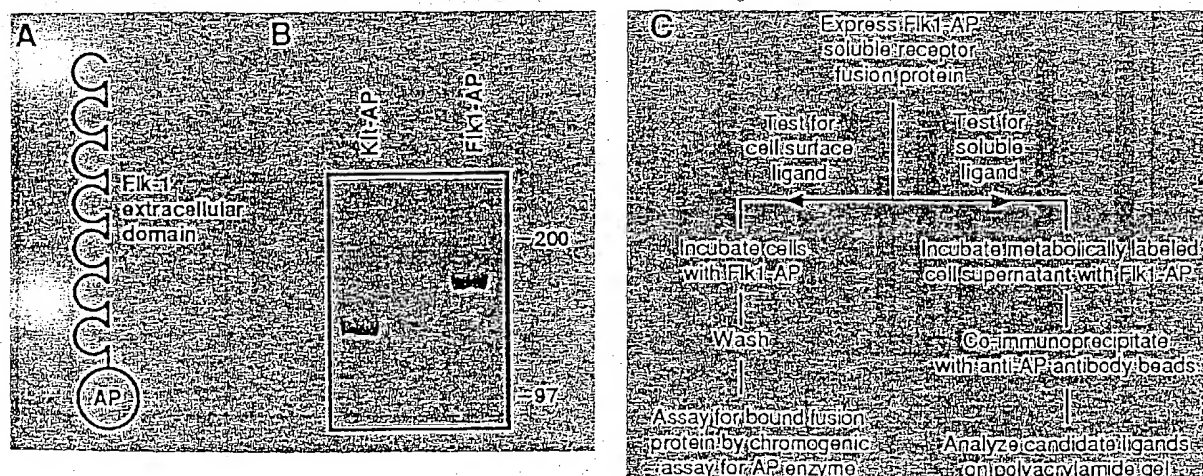 A
Flk-1
extracellular
domain
AP
B
Kit-AP
Flk1-AP
200
97
C
Express Flk1-AP
soluble receptor
fusion protein
Test for
cell surface
ligand
Test for
soluble
ligand
Incubate cells
with Flk1-AP
Wash
Assay for bound fusion
protein by chromogenic
assay for AP enzyme
Incubate metabolically labeled
cell supernatant with Flk1-AP
Co-immunoprecipitate
with anti-AP antibody beads
Analyze candidate ligands
on polyacrylamide gel